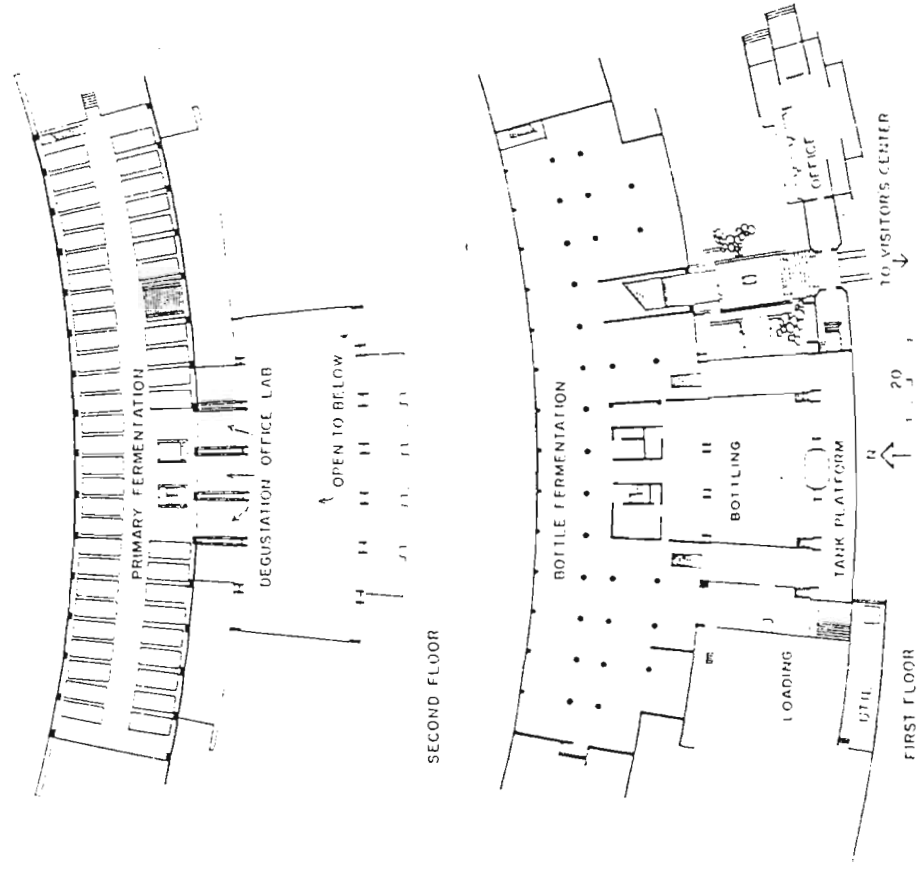 PRIMARY FERMENTATION
DEGUSTATION OFFICE LAB
OPEN TO BELOW
SECOND FLOOR
BOTTLE FERMENTATION
BOTTLING
TANK PLATFORM
LOADING
UTIL
OFFICE
TO VISITOR'S CENTER
N
20
FIRST FLOOR